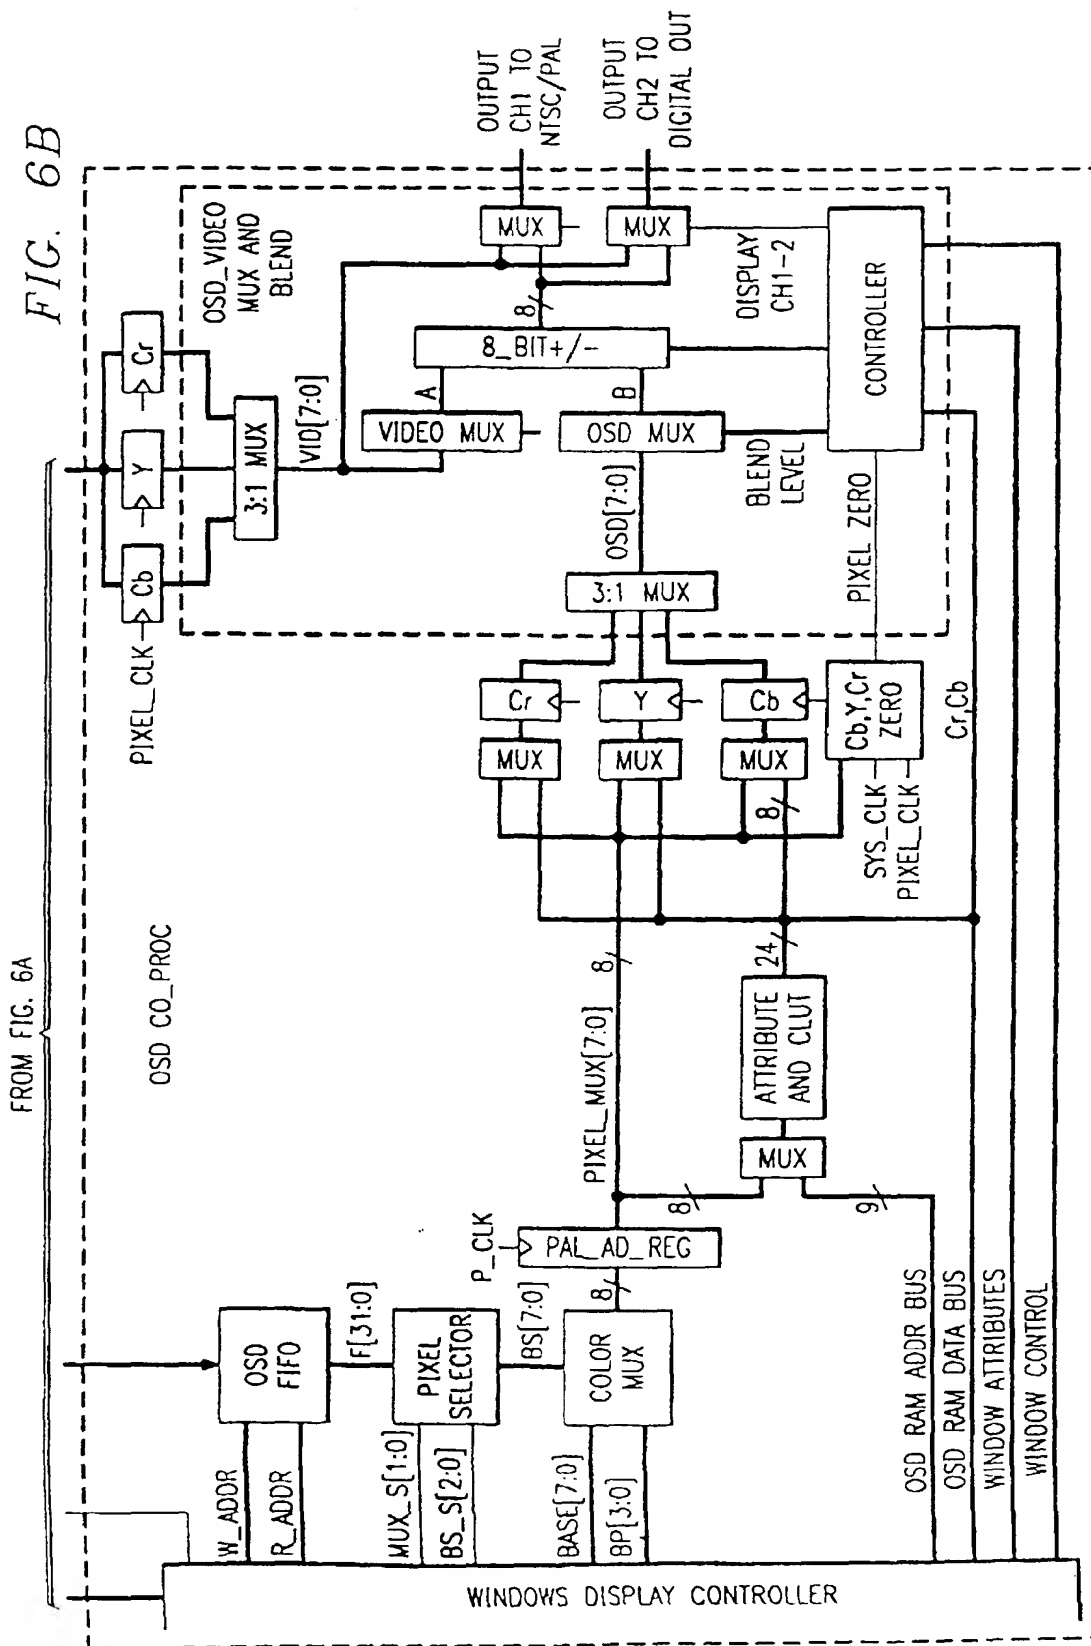 FIG. 6B
FROM FIG. 6A
OSD CO_PROC
PIXEL_CLK
Cb
Y
Cr
3:1 MUX
VID[7:0]
OSD_VIDEO
MUX AND
BLEND
VIDEO MUX
A
OSD MUX
B
8_BIT+/-
8
MUX
MUX
OUTPUT
CH1 TO
NTSC/PAL
OUTPUT
CH2 TO
DIGITAL OUT
DISPLAY
CH1-2
CONTROLLER
BLEND
LEVEL
OSD[7:0]
3:1 MUX
PIXEL ZERO
Cr
Y
Cb
MUX
MUX
MUX
8
Cb,Y,Cr
ZERO
SYS_CLK
PIXEL_CLK
Cr,Cb
24
ATTRIBUTE
AND CLUT
MUX
8
9
8
PIXEL_MUX[7:0]
P_CLK
PAL_AD_REG
8
OSD
FIFO
F[31:0]
PIXEL
SELECTOR
BS[7:0]
COLOR
MUX
W_ADDR
R_ADDR
MUX_S[1:0]
BS_S[2:0]
BASE[7:0]
BP[3:0]
OSD RAM ADDR BUS
OSD RAM DATA BUS
WINDOW ATTRIBUTES
WINDOW CONTROL
WINDOWS DISPLAY CONTROLLER